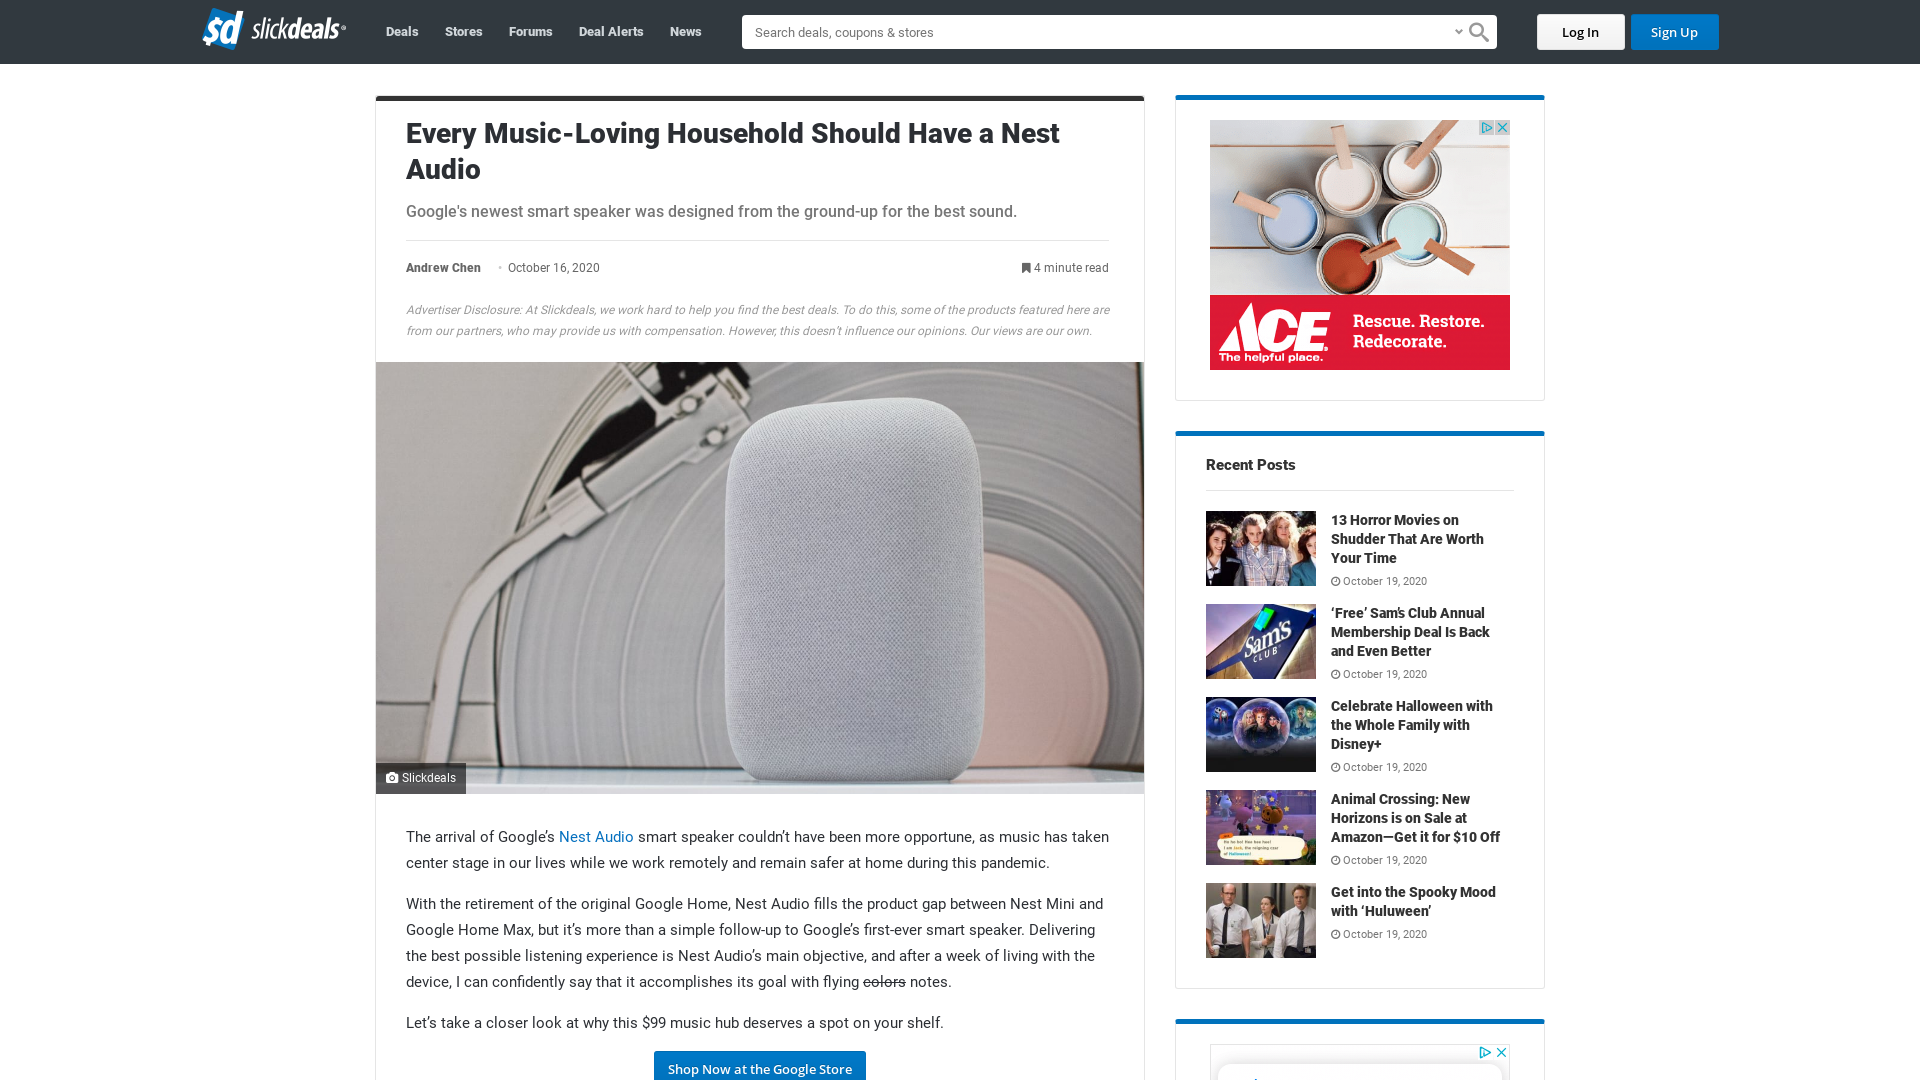 slickdeals
Deals
Stores
Forums
Deal Alerts
News
Search deals, coupons & stores
Log In
Sign Up
Every Music-Loving Household Should Have a Nest
Audio
Google's newest smart speaker was designed from the ground-up for the best sound.
Andrew Chen • October 16, 2020
4 minute read
Advertiser Disclosure: At Slickdeals, we work hard to help you find the best deals. To do this, some of the products featured here are
from our partners, who may provide us with compensation. However, this doesn't influence our opinions. Our views are our own.
Slickdeals
The arrival of Google’s Nest Audio smart speaker couldn’t have been more opportune, as music has taken
center stage in our lives while we work remotely and remain safer at home during this pandemic.
With the retirement of the original Google Home, Nest Audio fills the product gap between Nest Mini and
Google Home Max, but it’s more than a simple follow-up to Google’s first-ever smart speaker. Delivering
the best possible listening experience is Nest Audio’s main objective, and after a week of living with the
device, I can confidently say that it accomplishes its goal with flying colors notes.
Let’s take a closer look at why this $99 music hub deserves a spot on your shelf.
Shop Now at the Google Store
ACE
The helpful place.
Rescue. Restore.
Redecorate.
Recent Posts
13 Horror Movies on
Shudder That Are Worth
Your Time
October 19, 2020
Sam's
CLUB
‘Free’ Sam’s Club Annual
Membership Deal Is Back
and Even Better
October 19, 2020
Celebrate Halloween with
the Whole Family with
Disney+
October 19, 2020
Animal Crossing: New
Horizons is on Sale at
Amazon—Get it for $10 Off
October 19, 2020
Get into the Spooky Mood
with ‘Huluween’
October 19, 2020